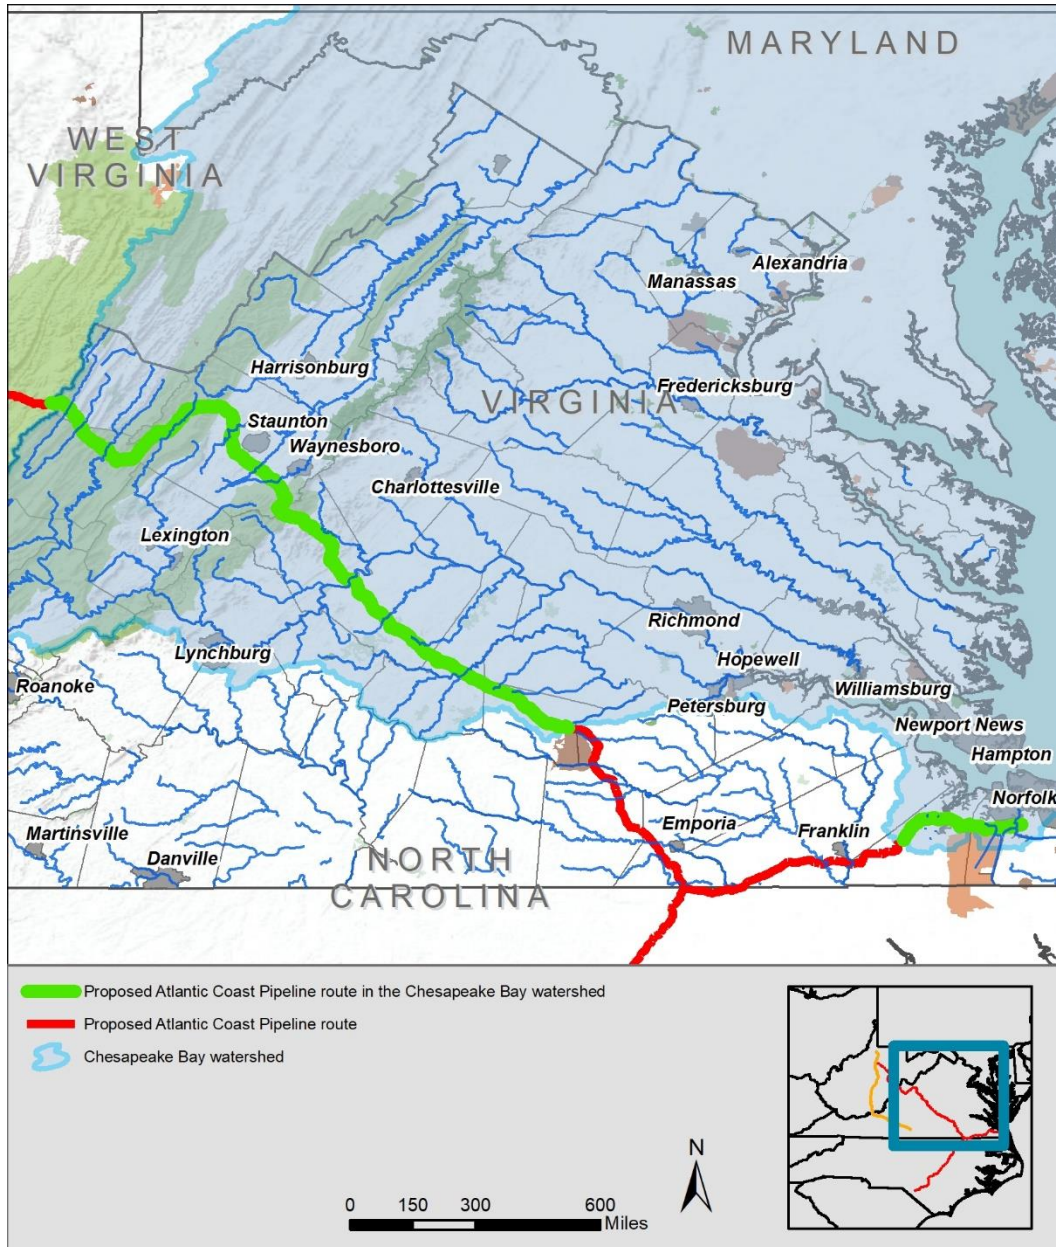 MARYLAND
WEST
VIRGINIA
Alexandria
Manassas
Harrisonburg
Fredericksburg
VIRGINIA
Staunton
Waynesboro
Charlottesville
Lexington
Richmond
Lynchburg
Hopewell
Roanoke
Williamsburg
Petersburg
Newport News
Hampton
Norfolk
Emporia
Franklin
Martinsville
Danville
NORTH
CAROLINA
Proposed Atlantic Coast Pipeline route in the Chesapeake Bay watershed
Proposed Atlantic Coast Pipeline route
Chesapeake Bay watershed
N
0 150 300 600
Miles